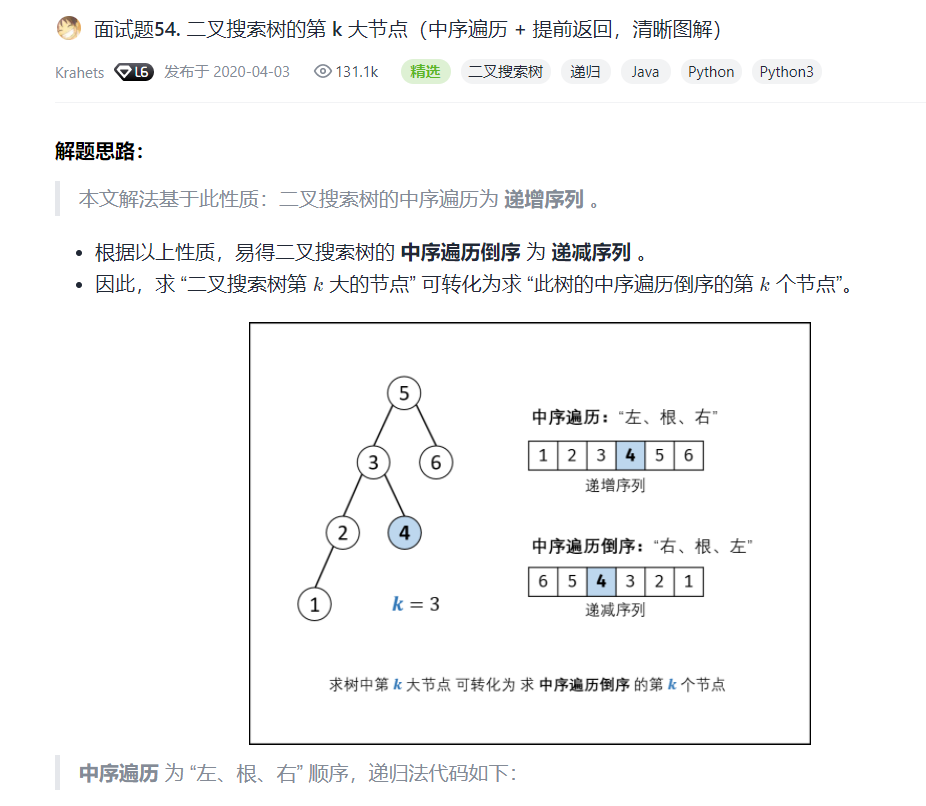 面试题54. 二叉搜索树的第 k 大节点（中序遍历 + 提前返回，清晰图解）
Krahets L6 发布于 2020-04-03 131.1k 精选 二叉搜索树 递归 Java Python Python3
解题思路：
本文解法基于此性质：二叉搜索树的中序遍历为 递增序列 。
根据以上性质，易得二叉搜索树的 中序遍历倒序 为 递减序列 。
因此，求 “二叉搜索树第 k 大的节点” 可转化为求 “此树的中序遍历倒序的第 k 个节点”。
5
3 6
2 4
1
k = 3
中序遍历：“左、根、右”
1 2 3 4 5 6
递增序列
中序遍历倒序：“右、根、左”
6 5 4 3 2 1
递减序列
求树中第 k 大节点 可转化为 求 中序遍历倒序 的第 k 个节点
中序遍历 为 “左、根、右” 顺序，递归法代码如下：